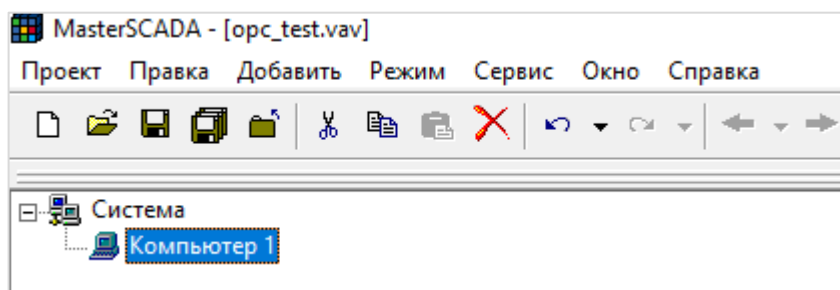 MasterSCADA - [opc_test.vav]
Проект Правка Добавить Режим Сервис Окно Справка
Система
Компьютер 1